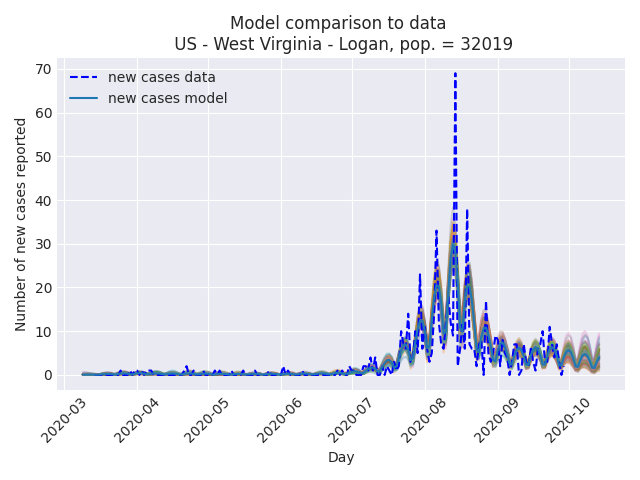 Model comparison to data
US - West Virginia - Logan, pop. = 32019
new cases data
new cases model
Number of new cases reported
70
60
50
40
30
20
10
0
2020-03
2020-04
2020-05
2020-06
2020-07
2020-08
2020-09
2020-10
Day